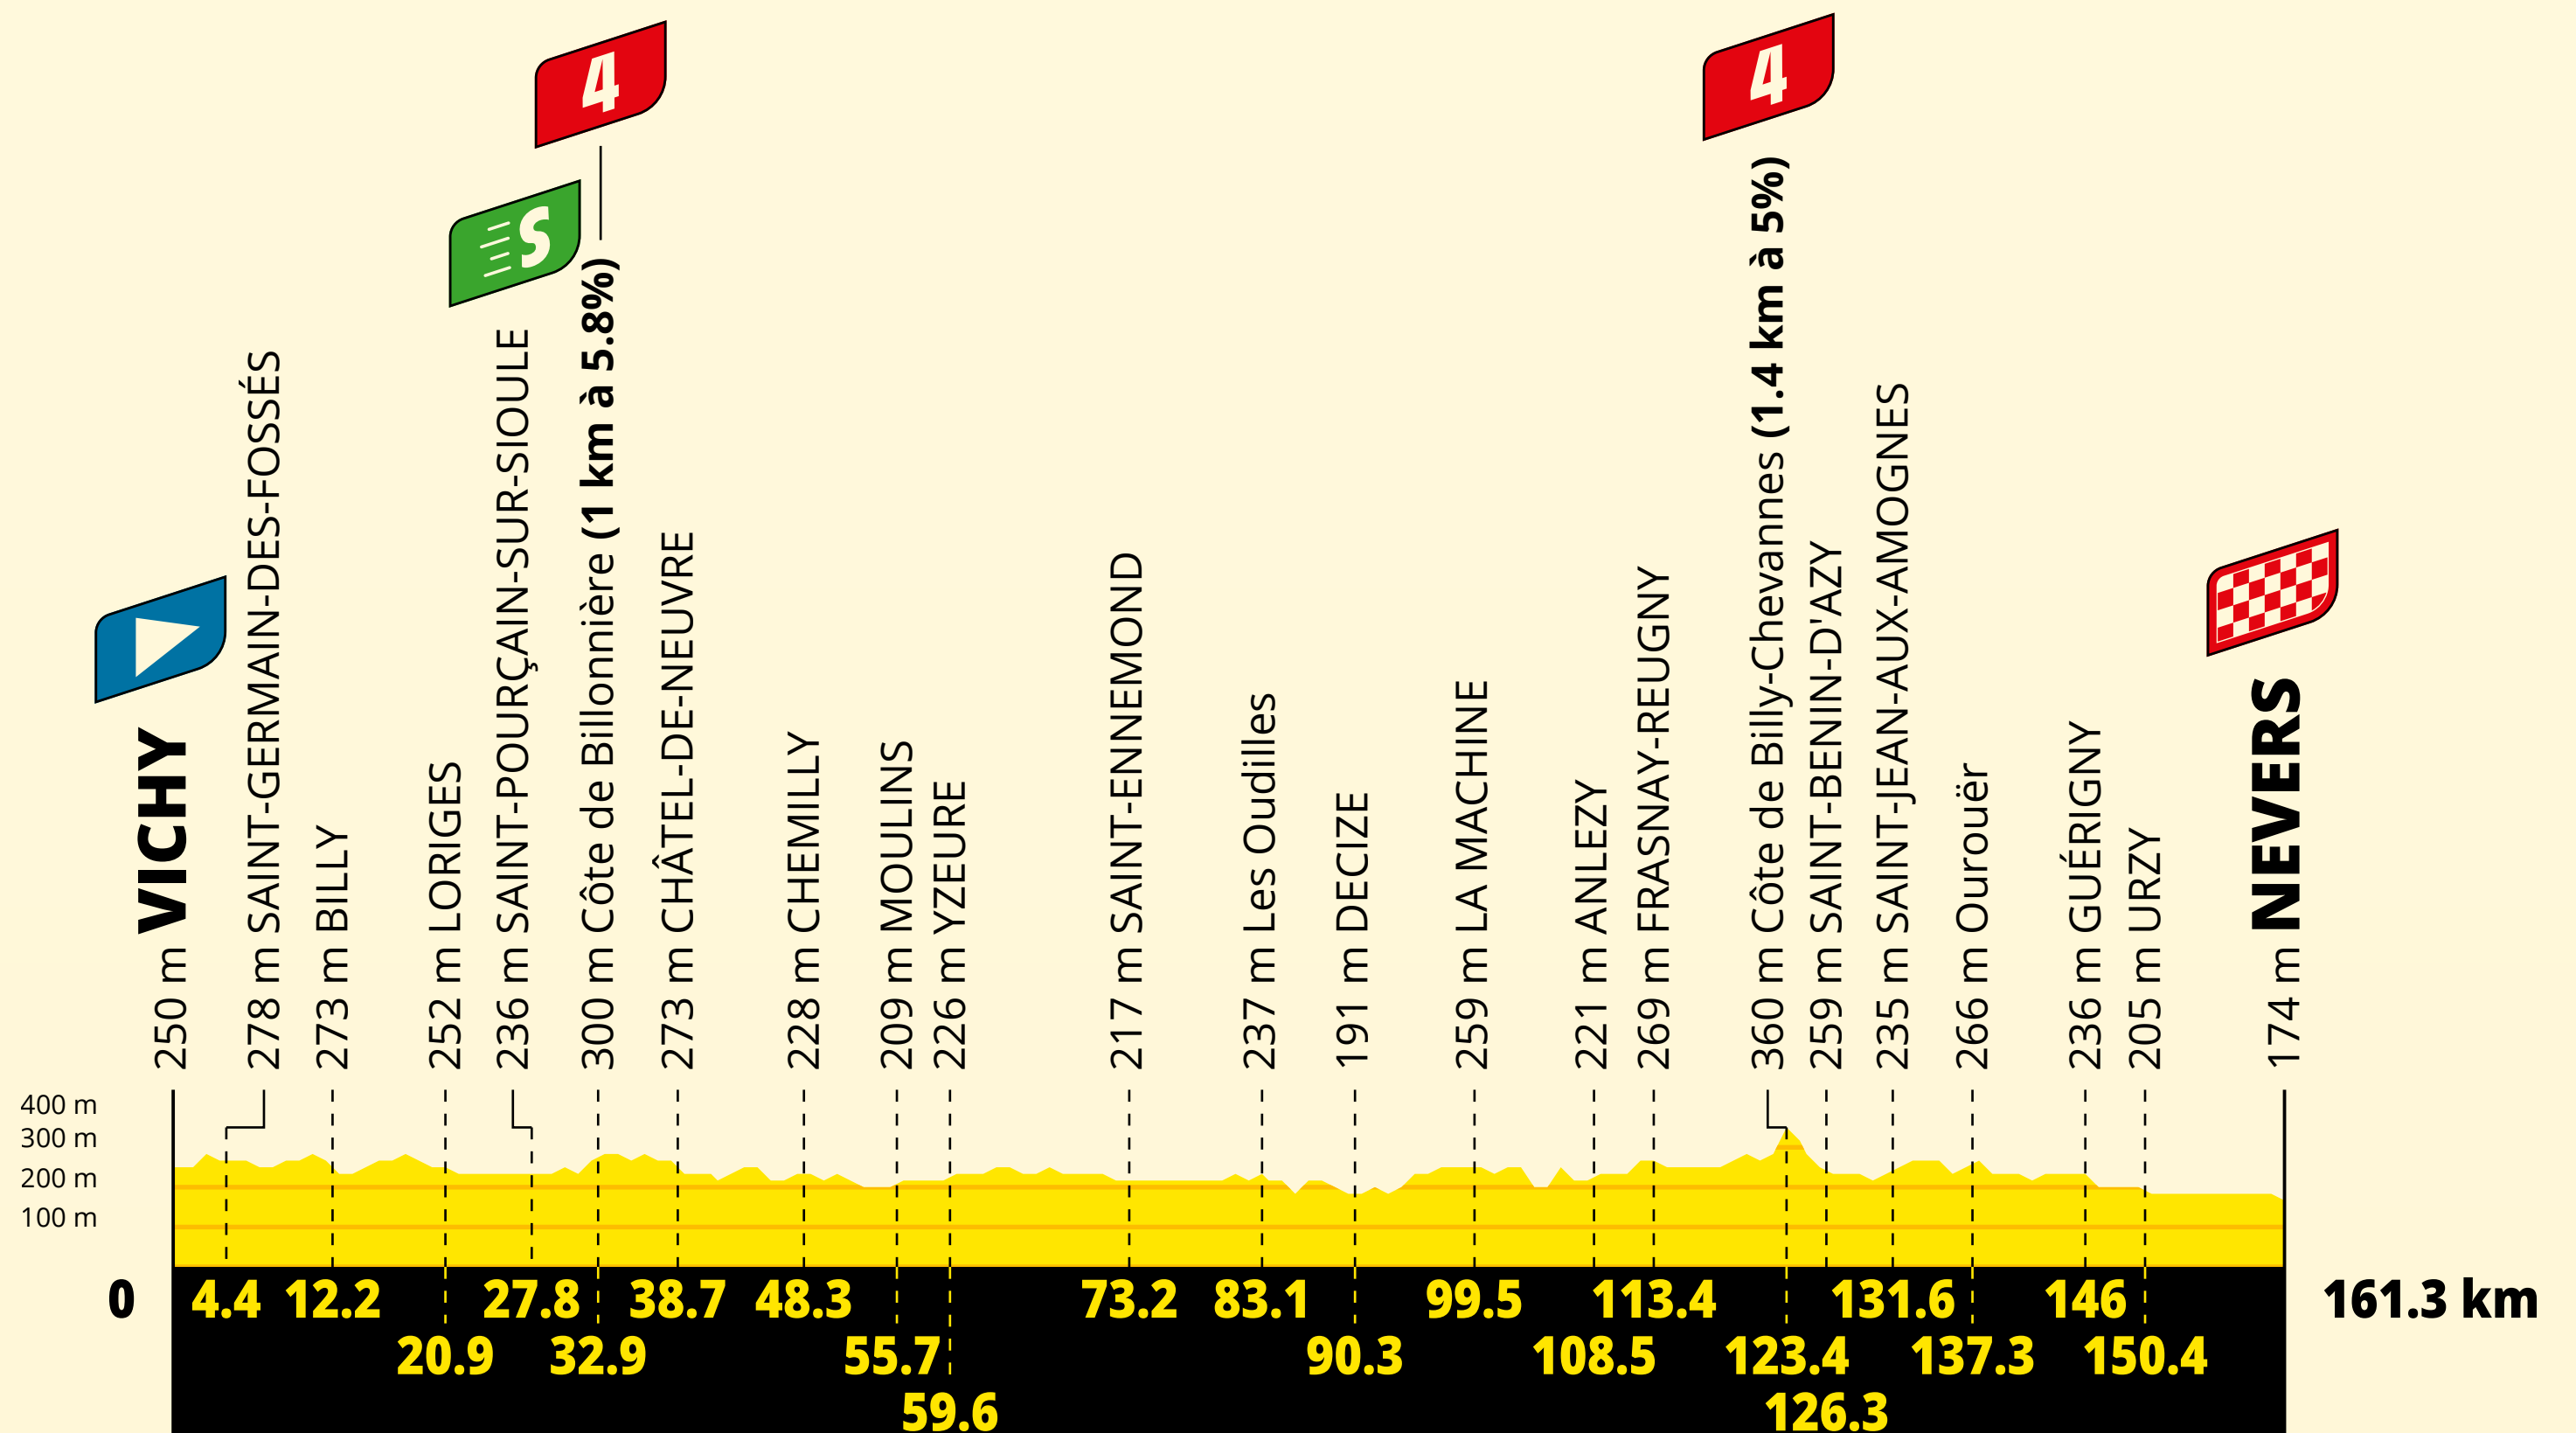 4
4
S
250 m VICHY
278 m SAINT-GERMAIN-DES-FOSSÉS
273 m BILLY
252 m LORIGES
236 m SAINT-POURÇAIN-SUR-SIOULE
300 m Côte de Billonnière (1 km à 5.8%)
273 m CHÂTEL-DE-NEUVRE
228 m CHEMILLY
209 m MOULINS
226 m YZEURE
217 m SAINT-ENNEMOND
237 m Les Oudilles
191 m DECIZE
259 m LA MACHINE
221 m ANLEZY
269 m FRASNAY-REUGNY
360 m Côte de Billy-Chevannes (1.4 km à 5%)
259 m SAINT-BENIN-D'AZY
235 m SAINT-JEAN-AUX-AMOGNES
266 m Ourouër
236 m GUÉRIGNY
205 m URZY
174 m NEVERS
400 m
300 m
200 m
100 m
0 4.4 12.2 27.8 38.7 48.3 73.2 83.1 99.5 113.4 131.6 146 161.3 km
20.9 32.9 55.7 90.3 108.5 123.4 137.3 150.4
59.6 126.3